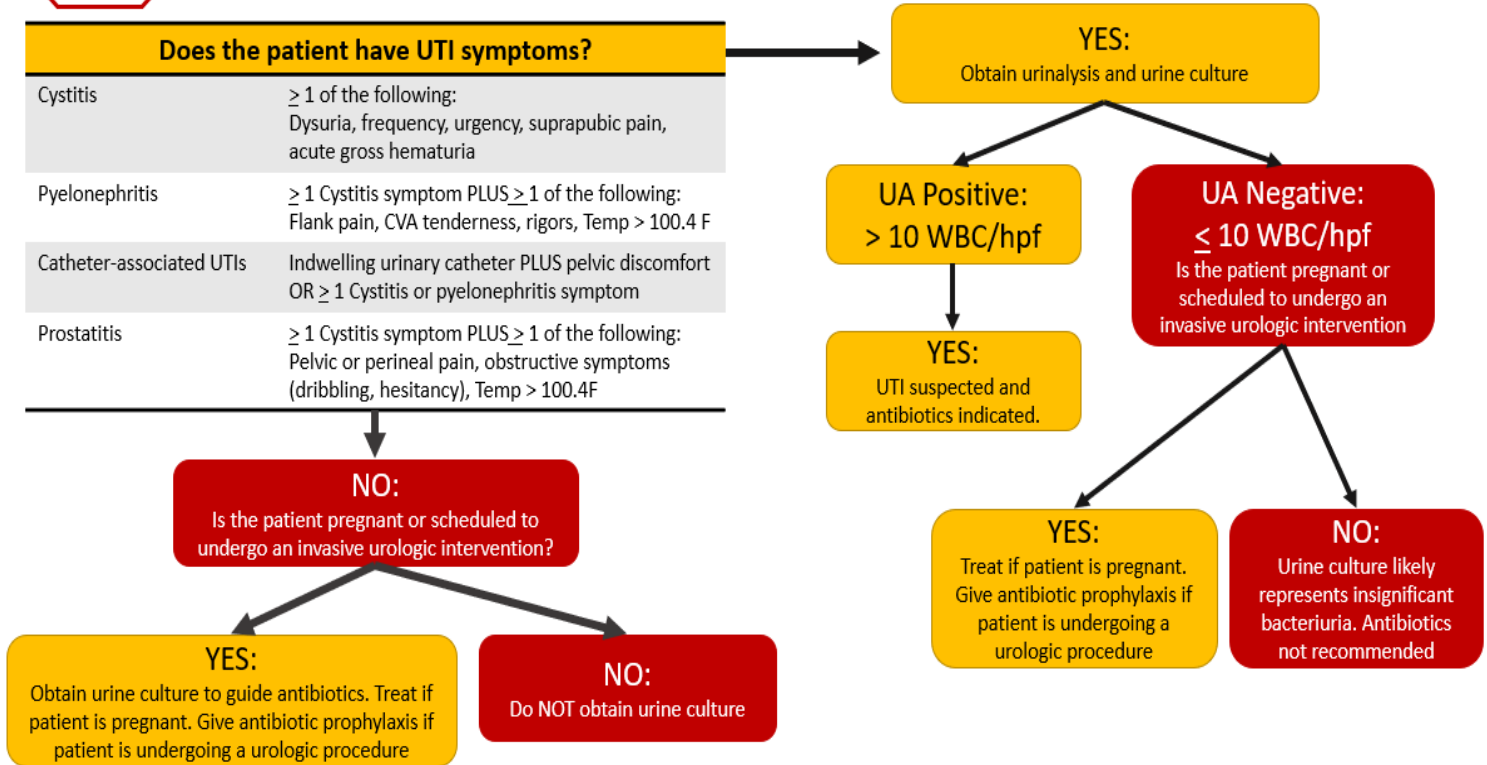 Does the patient have UTI symptoms?
Cystitis
≥ 1 of the following:
Dysuria, frequency, urgency, suprapubic pain,
acute gross hematuria
Pyelonephritis
≥ 1 Cystitis symptom PLUS ≥ 1 of the following:
Flank pain, CVA tenderness, rigors, Temp > 100.4 F
Catheter-associated UTIs
Indwelling urinary catheter PLUS pelvic discomfort
OR ≥ 1 Cystitis or pyelonephritis symptom
Prostatitis
≥ 1 Cystitis symptom PLUS ≥ 1 of the following:
Pelvic or perineal pain, obstructive symptoms
(dribbling, hesitancy), Temp > 100.4F
YES:
Obtain urinalysis and urine culture
UA Positive:
> 10 WBC/hpf
YES:
UTI suspected and
antibiotics indicated.
UA Negative:
≤ 10 WBC/hpf
Is the patient pregnant or
scheduled to undergo an
invasive urologic intervention
YES:
Treat if patient is pregnant.
Give antibiotic prophylaxis if
patient is undergoing a
urologic procedure
NO:
Urine culture likely
represents insignificant
bacteriuria. Antibiotics
not recommended
NO:
Is the patient pregnant or scheduled to
undergo an invasive urologic intervention?
YES:
Obtain urine culture to guide antibiotics. Treat if
patient is pregnant. Give antibiotic prophylaxis if
patient is undergoing a urologic procedure
NO:
Do NOT obtain urine culture